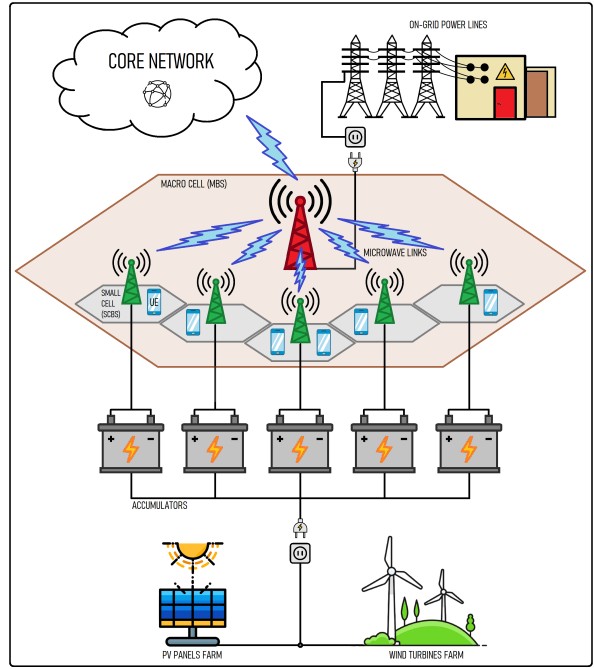 ON-GRID POWER LINES
CORE NETWORK
MACRO CELL (MBS)
MICROWAVE LINKS
SMALL
CELL
(SCBS)
UE
+ -
+ -
+ -
+ -
+ -
ACCUMULATORS
PV PANELS FARM
WIND TURBINES FARM